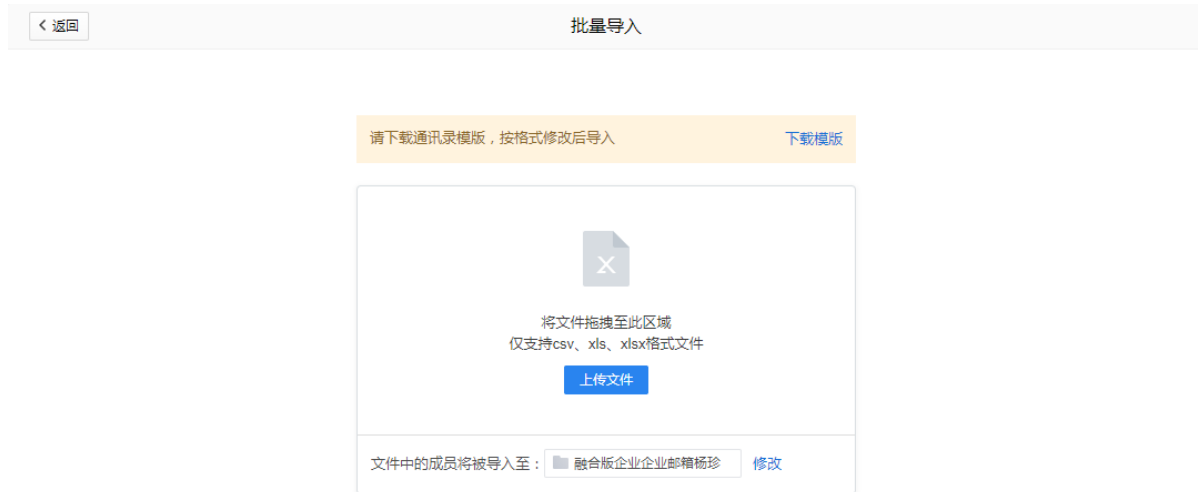 返回
批量导入
请下载通讯录模版，按格式修改后导入 下载模版
将文件拖拽至此区域
仅支持csv、xls、xlsx格式文件
上传文件
文件中的成员将被导入至： 融合版企业企业邮箱杨珍 修改